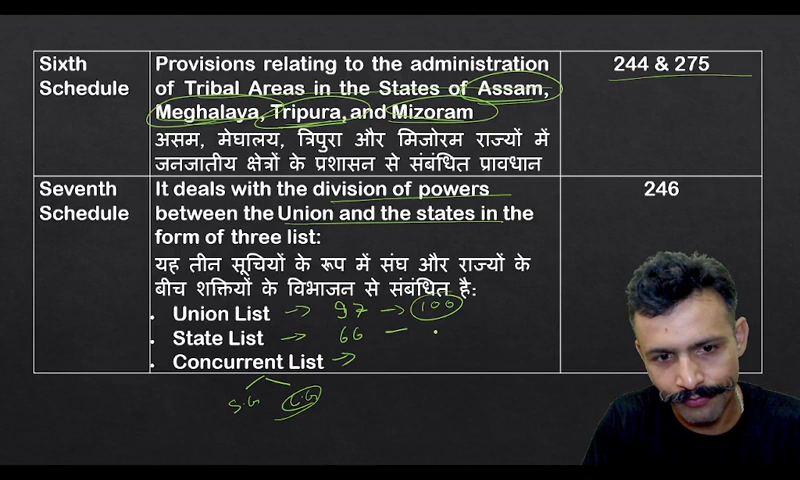 Sixth
Schedule
Provisions relating to the administration
of Tribal Areas in the States of Assam,
Meghalaya, Tripura, and Mizoram
असम, मेघालय, त्रिपुरा और मिजोरम राज्यों में
जनजातीय क्षेत्रों के प्रशासन से संबंधित प्रावधान
244 & 275
Seventh
Schedule
It deals with the division of powers
between the Union and the states in the
form of three list:
यह तीन सूचियों के रूप में संघ और राज्यों के
बीच शक्तियों के विभाजन से संबंधित है:
• Union List → 97 → 100
• State List → 66 –
• Concurrent List →
S.G C.G
246